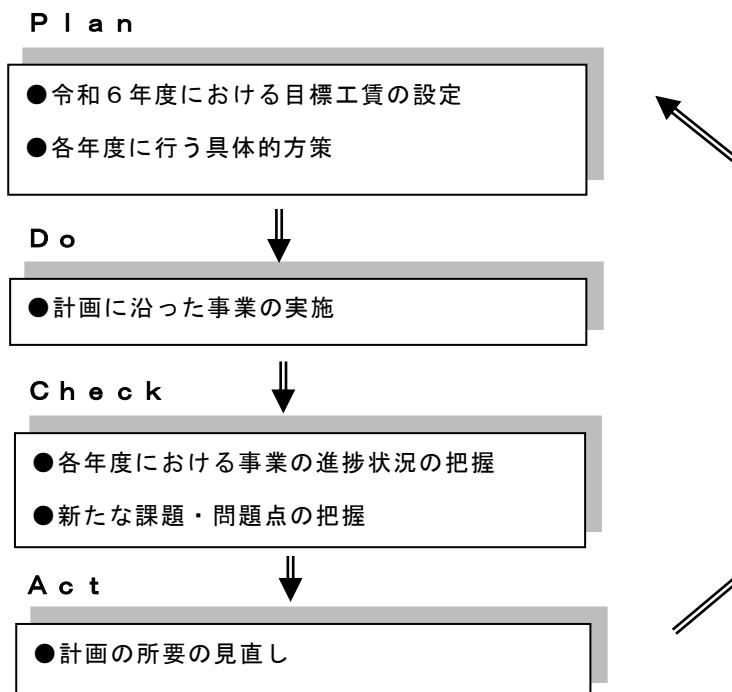 Ｐｌａｎ
●令和６年度における目標工賃の設定
●各年度に行う具体的方策
Ｄｏ
●計画に沿った事業の実施
Ｃｈｅｃｋ
●各年度における事業の進捗状況の把握
●新たな課題・問題点の把握
Ａｃｔ
●計画の所要の見直し